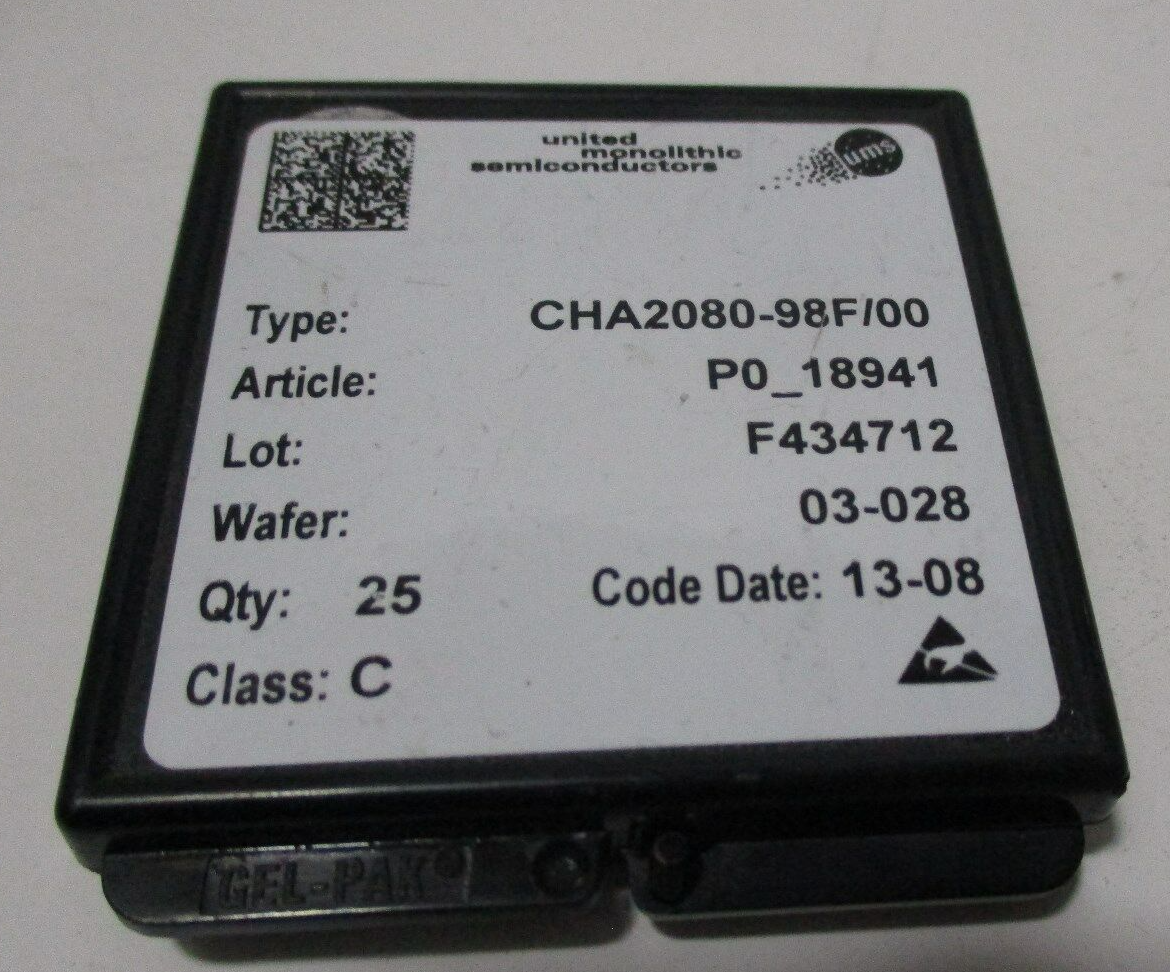 united
monolithic
semiconductors
ums
Type: CHA2080-98F/00
Article: P0_18941
Lot: F434712
Wafer: 03-028
Qty: 25 Code Date: 13-08
Class: C
GEL-PAK®